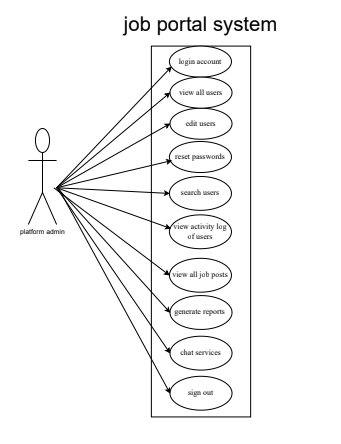 job portal system
login account
view all users
edit users
reset passwords
search users
view activity log
of users
platform admin
view all job posts
generate reports
chat services
sign out